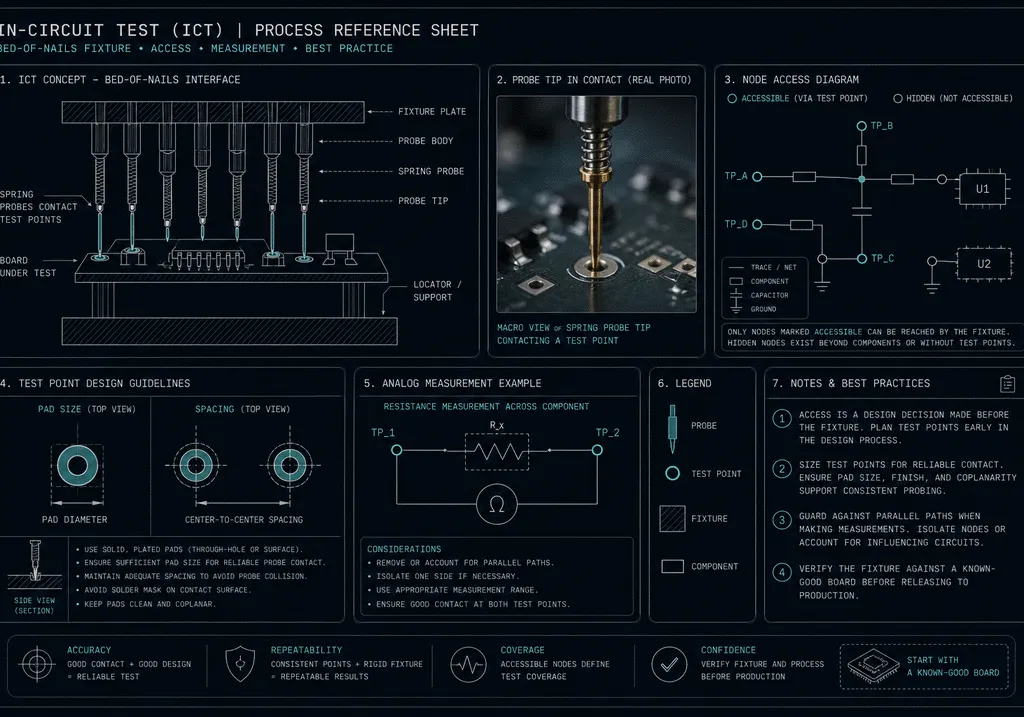 IN-CIRCUIT TEST (ICT) | PROCESS REFERENCE SHEET
BED-OF-NAILS FIXTURE • ACCESS • MEASUREMENT • BEST PRACTICE
1. ICT CONCEPT – BED-OF-NAILS INTERFACE
FIXTURE PLATE
PROBE BODY
SPRING PROBE
PROBE TIP
SPRING
PROBES CONTACT
TEST POINTS
BOARD
UNDER TEST
LOCATOR /
SUPPORT
2. PROBE TIP IN CONTACT (REAL PHOTO)
MACRO VIEW OF SPRING PROBE TIP
CONTACTING A TEST POINT
3. NODE ACCESS DIAGRAM
ACCESSIBLE (VIA TEST POINT)
HIDDEN (NOT ACCESSIBLE)
TP_B
TP_A
U1
TP_D
TP_C
U2
TRACE / NET
COMPONENT
CAPACITOR
GROUND
ONLY NODES MARKED ACCESSIBLE CAN BE REACHED BY THE FIXTURE.
HIDDEN NODES EXIST BEYOND COMPONENTS OR WITHOUT TEST POINTS.
4. TEST POINT DESIGN GUIDELINES
PAD SIZE (TOP VIEW)
SPACING (TOP VIEW)
PAD DIAMETER
CENTER-TO-CENTER SPACING
SIDE VIEW
(SECTION)
• USE SOLID, PLATED PADS (THROUGH-HOLE OR SURFACE).
• ENSURE SUFFICIENT PAD SIZE FOR RELIABLE PROBE CONTACT.
• MAINTAIN ADEQUATE SPACING TO AVOID PROBE COLLISION.
• AVOID SOLDER MASK ON CONTACT SURFACE.
• KEEP PADS CLEAN AND COPLANAR.
5. ANALOG MEASUREMENT EXAMPLE
RESISTANCE MEASUREMENT ACROSS COMPONENT
TP_1
R_x
TP_2
Ω
CONSIDERATIONS
• REMOVE OR ACCOUNT FOR PARALLEL PATHS.
• ISOLATE ONE SIDE IF NECESSARY.
• USE APPROPRIATE MEASUREMENT RANGE.
• ENSURE GOOD CONTACT AT BOTH TEST POINTS.
6. LEGEND
PROBE
TEST POINT
FIXTURE
COMPONENT
7. NOTES & BEST PRACTICES
1 ACCESS IS A DESIGN DECISION MADE BEFORE
THE FIXTURE. PLAN TEST POINTS EARLY IN
THE DESIGN PROCESS.
2 SIZE TEST POINTS FOR RELIABLE CONTACT.
ENSURE PAD SIZE, FINISH, AND COPLANARITY
SUPPORT CONSISTENT PROBING.
3 GUARD AGAINST PARALLEL PATHS WHEN
MAKING MEASUREMENTS. ISOLATE NODES OR
ACCOUNT FOR INFLUENCING CIRCUITS.
4 VERIFY THE FIXTURE AGAINST A KNOWN-
GOOD BOARD BEFORE RELEASING TO
PRODUCTION.
ACCURACY
GOOD CONTACT + GOOD DESIGN
= RELIABLE TEST
REPEATABILITY
CONSISTENT POINTS + RIGID FIXTURE
= REPEATABLE RESULTS
COVERAGE
ACCESSIBLE NODES DEFINE
TEST COVERAGE
CONFIDENCE
VERIFY FIXTURE AND PROCESS
BEFORE PRODUCTION
START WITH
A KNOWN-GOOD BOARD